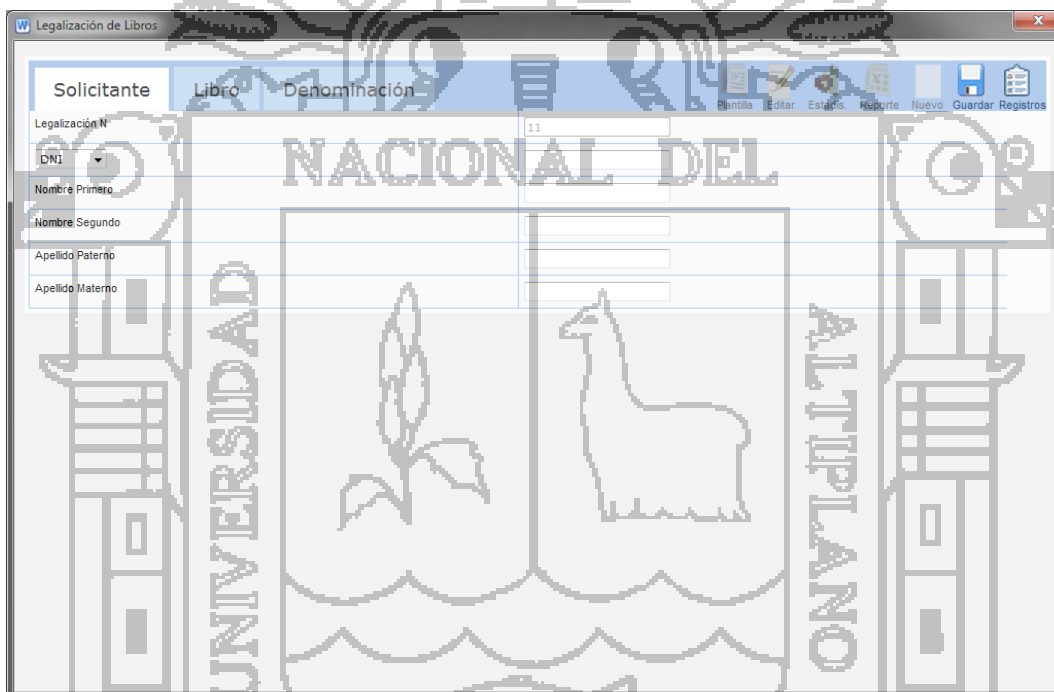 Legalización de Libros
Solicitante Libro Denominación
Plantilla Editar Estadis. Reporte Nuevo Guardar Registros
Legalización N° 11
DNI
Nombre Primero
Nombre Segundo
Apellido Paterno
Apellido Materno
NACIONAL DEL
UNIVERSIDAD
ALTIPLANO